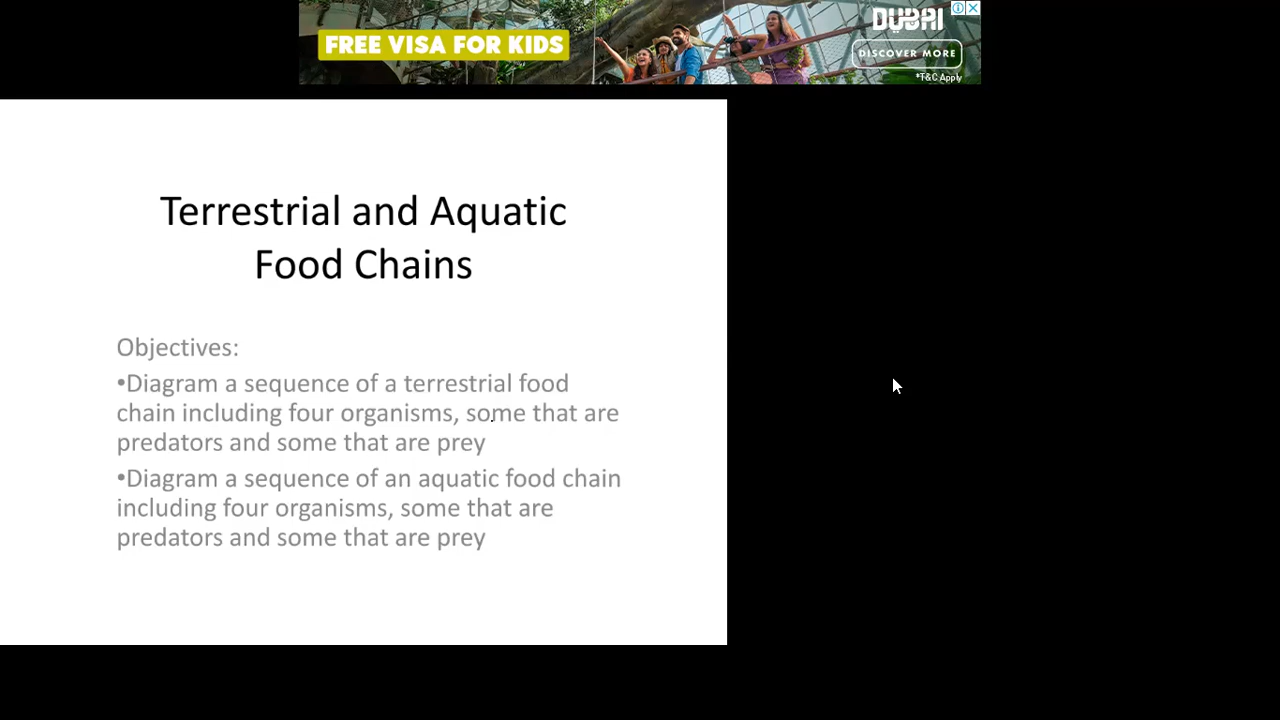 FREE VISA FOR KIDS
DUBAI
DISCOVER MORE
*T&C Apply
Terrestrial and Aquatic
Food Chains
Objectives:
•Diagram a sequence of a terrestrial food
chain including four organisms, some that are
predators and some that are prey
•Diagram a sequence of an aquatic food chain
including four organisms, some that are
predators and some that are prey